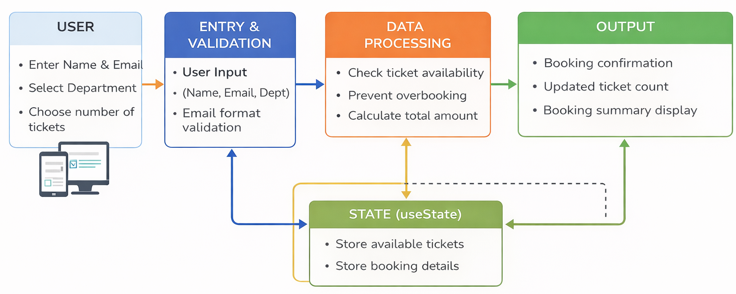 USER
• Enter Name & Email
• Select Department
• Choose number of
tickets
ENTRY &
VALIDATION
• User Input
• (Name, Email, Dept)
• Email format
validation
DATA
PROCESSING
• Check ticket availability
• Prevent overbooking
• Calculate total amount
OUTPUT
• Booking confirmation
• Updated ticket count
• Booking summary display
STATE (useState)
• Store available tickets
• Store booking details